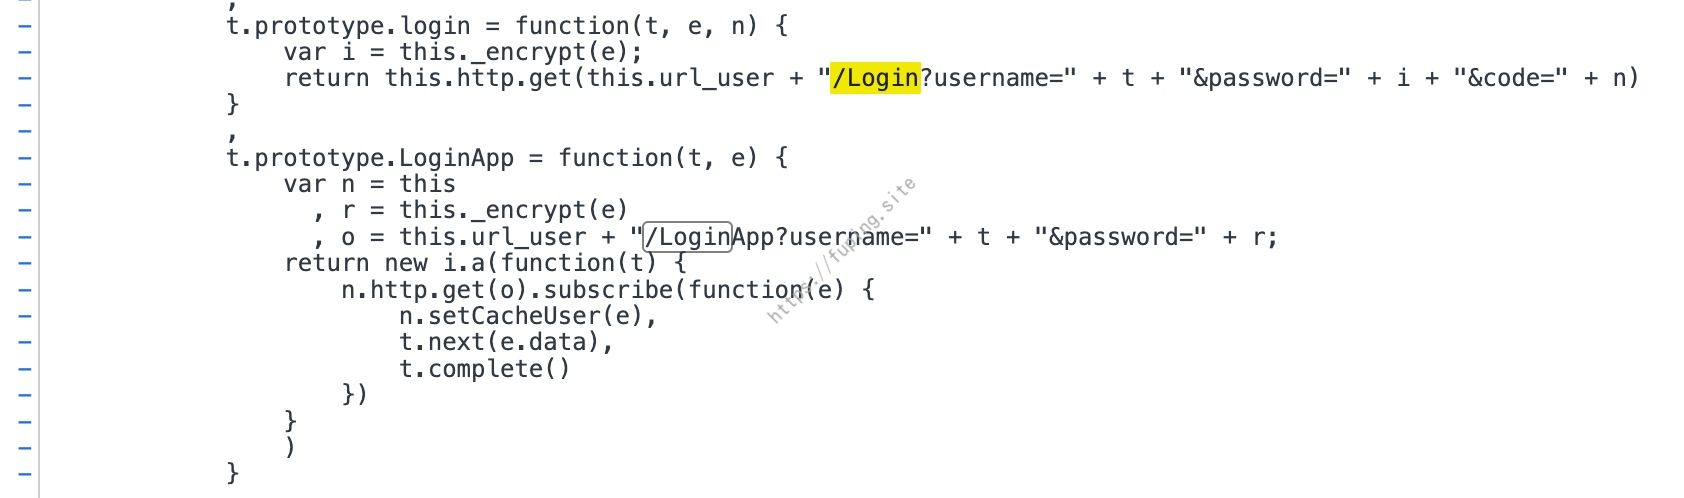 ,
t.prototype.login = function(t, e, n) {
var i = this._encrypt(e);
return this.http.get(this.url_user + "/Login?username=" + t + "&password=" + i + "&code=" + n)
}
,
t.prototype.LoginApp = function(t, e) {
var n = this
, r = this._encrypt(e)
, o = this.url_user + "/LoginApp?username=" + t + "&password=" + r;
return new i.a(function(t) {
n.http.get(o).subscribe(function(e) {
n.setCacheUser(e),
t.next(e.data),
t.complete()
})
}
)
}
https://fuping.site